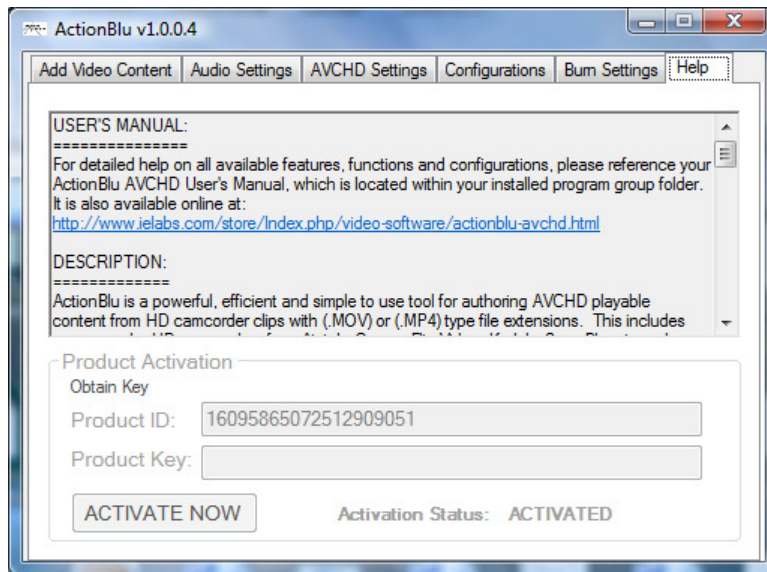 ActionBlu v1.0.0.4
Add Video Content Audio Settings AVCHD Settings Configurations Burn Settings Help
USER'S MANUAL:
===============
For detailed help on all available features, functions and configurations, please reference your
ActionBlu AVCHD User's Manual, which is located within your installed program group folder.
It is also available online at:
http://www.ielabs.com/store/Index.php/video-software/actionblu-avchd.html
DESCRIPTION:
=============
ActionBlu is a powerful, efficient and simple to use tool for authoring AVCHD playable
content from HD camcorder clips with (.MOV) or (.MP4) type file extensions. This includes
Product Activation
Obtain Key
Product ID: 16095865072512909051
Product Key:
ACTIVATE NOW Activation Status: ACTIVATED